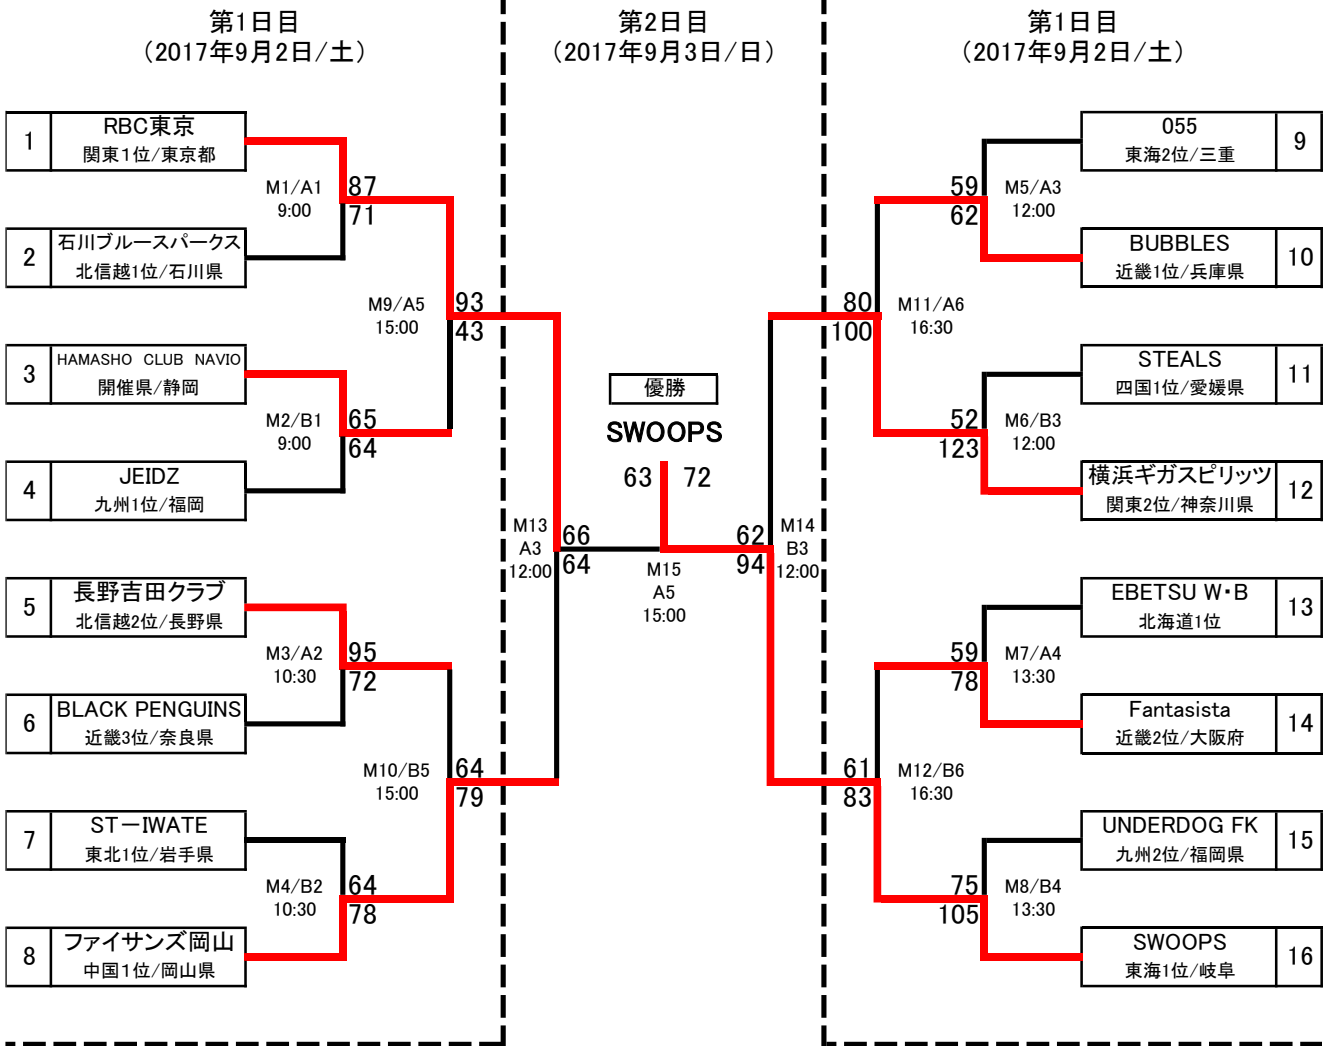 第1日目
(2017年9月2日/土)
第2日目
(2017年9月3日/日)
第1日目
(2017年9月2日/土)
1
RBC東京
関東1位/東京都
M1/A1
9:00
87
71
2
石川ブルースパークス
北信越1位/石川県
M9/A5
15:00
93
43
3
HAMASHO CLUB NAVIO
開催県/静岡
M2/B1
9:00
65
64
4
JEIDZ
九州1位/福岡
M13
A3
12:00
66
64
5
長野吉田クラブ
北信越2位/長野県
M3/A2
10:30
95
72
6
BLACK PENGUINS
近畿3位/奈良県
M10/B5
15:00
64
79
7
STーIWATE
東北1位/岩手県
M4/B2
10:30
64
78
8
ファイサンズ岡山
中国1位/岡山県
優勝
SWOOPS
63 72
M15
A5
15:00
055
東海2位/三重
9
59
62
M5/A3
12:00
BUBBLES
近畿1位/兵庫県
10
80
100
M11/A6
16:30
STEALS
四国1位/愛媛県
11
52
123
M6/B3
12:00
横浜ギガスピリッツ
関東2位/神奈川県
12
62
94
M14
B3
12:00
EBETSU W・B
北海道1位
13
59
78
M7/A4
13:30
Fantasista
近畿2位/大阪府
14
61
83
M12/B6
16:30
UNDERDOG FK
九州2位/福岡県
15
75
105
M8/B4
13:30
SWOOPS
東海1位/岐阜
16